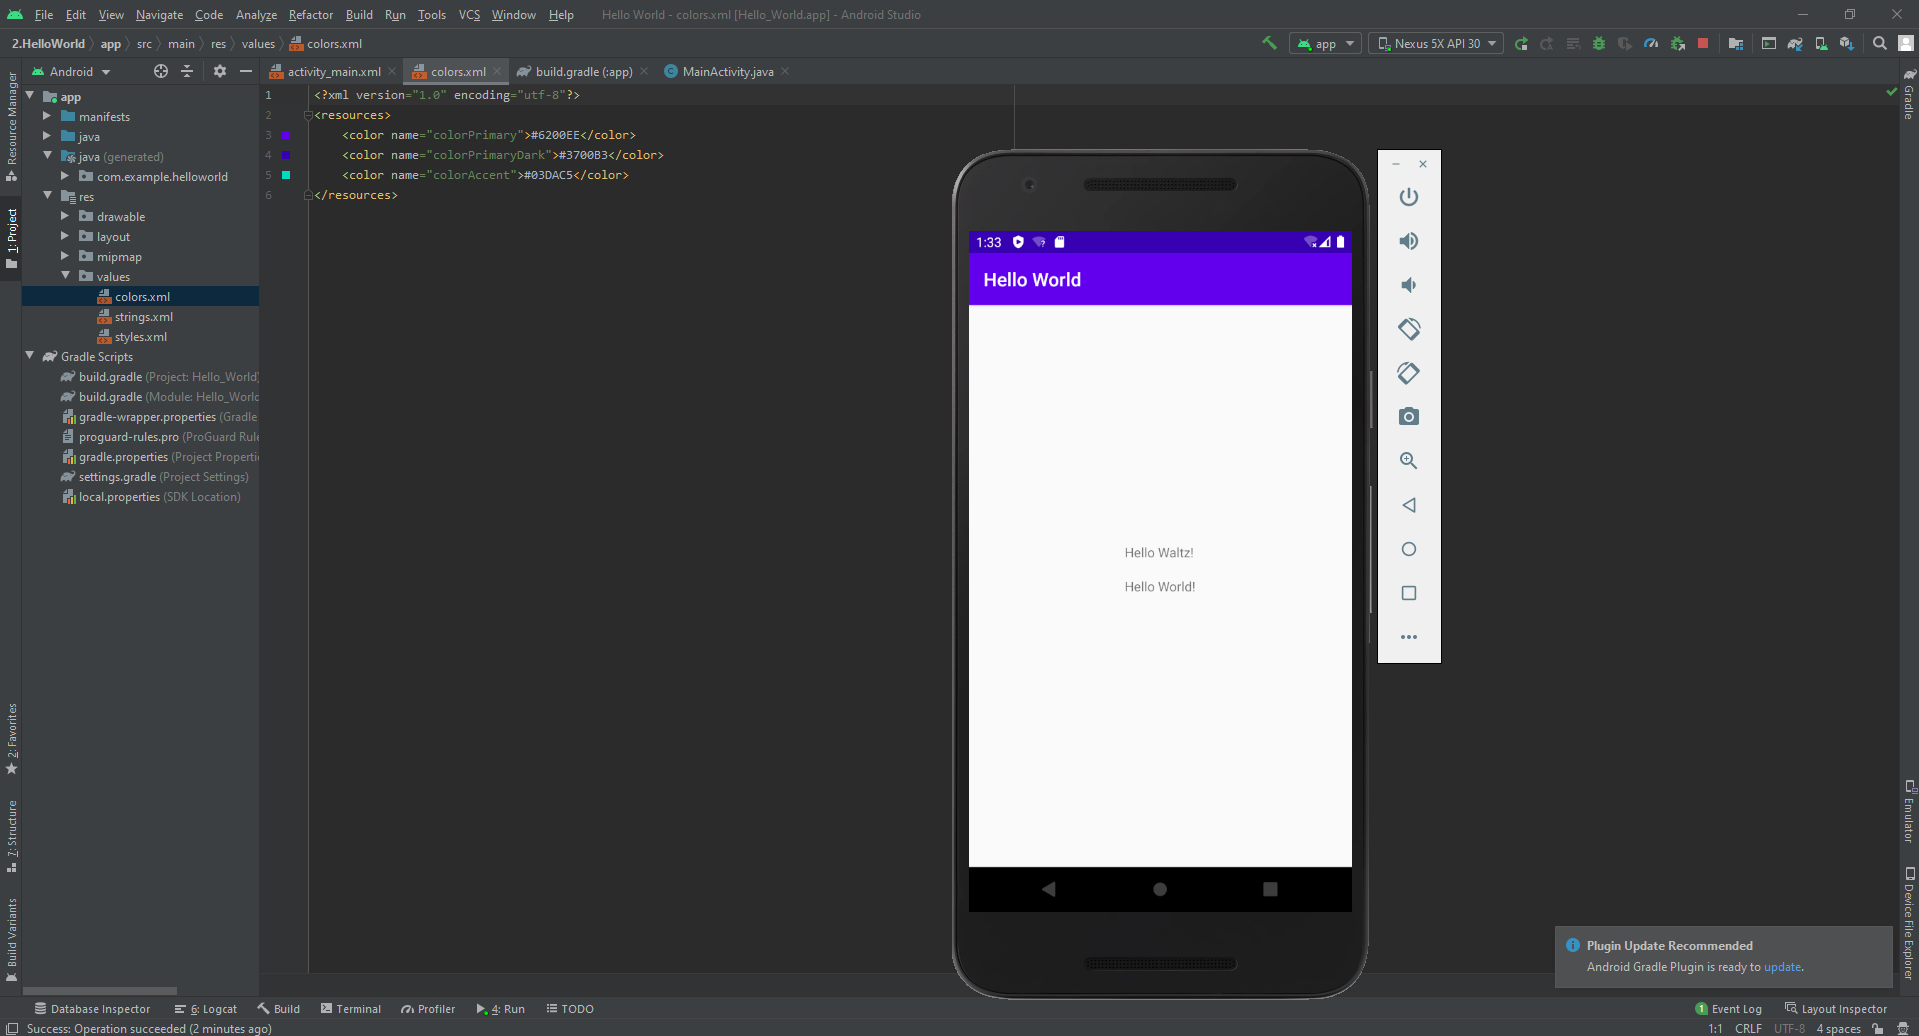 File Edit View Navigate Code Analyze Refactor Build Run Tools VCS Window Help Hello World - colors.xml [Hello_World.app] - Android Studio
2.HelloWorld app src main res values colors.xml app Nexus 5X API 30
Android activity_main.xml colors.xml build.gradle (:app) MainActivity.java
Resource Manager
1: Project
2: Favorites
7: Structure
Build Variants
app
manifests
java
java (generated)
com.example.helloworld
res
drawable
layout
mipmap
values
colors.xml
strings.xml
styles.xml
Gradle Scripts
build.gradle (Project: Hello_World)
build.gradle (Module: Hello_World
gradle-wrapper.properties (Gradle
proguard-rules.pro (ProGuard Rule
gradle.properties (Project Properti
settings.gradle (Project Settings)
local.properties (SDK Location)
1 <?xml version="1.0" encoding="utf-8"?>
2 <resources>
3 <color name="colorPrimary">#6200EE</color>
4 <color name="colorPrimaryDark">#3700B3</color>
5 <color name="colorAccent">#03DAC5</color>
6 </resources>
1:33
Hello World
Hello Waltz!
Hello World!
Gradle
Emulator
Device File Explorer
Plugin Update Recommended
Android Gradle Plugin is ready to update.
Database Inspector 6: Logcat Build Terminal Profiler 4: Run TODO 1 Event Log Layout Inspector
Success: Operation succeeded (2 minutes ago) 1:1 CRLF UTF-8 4 spaces